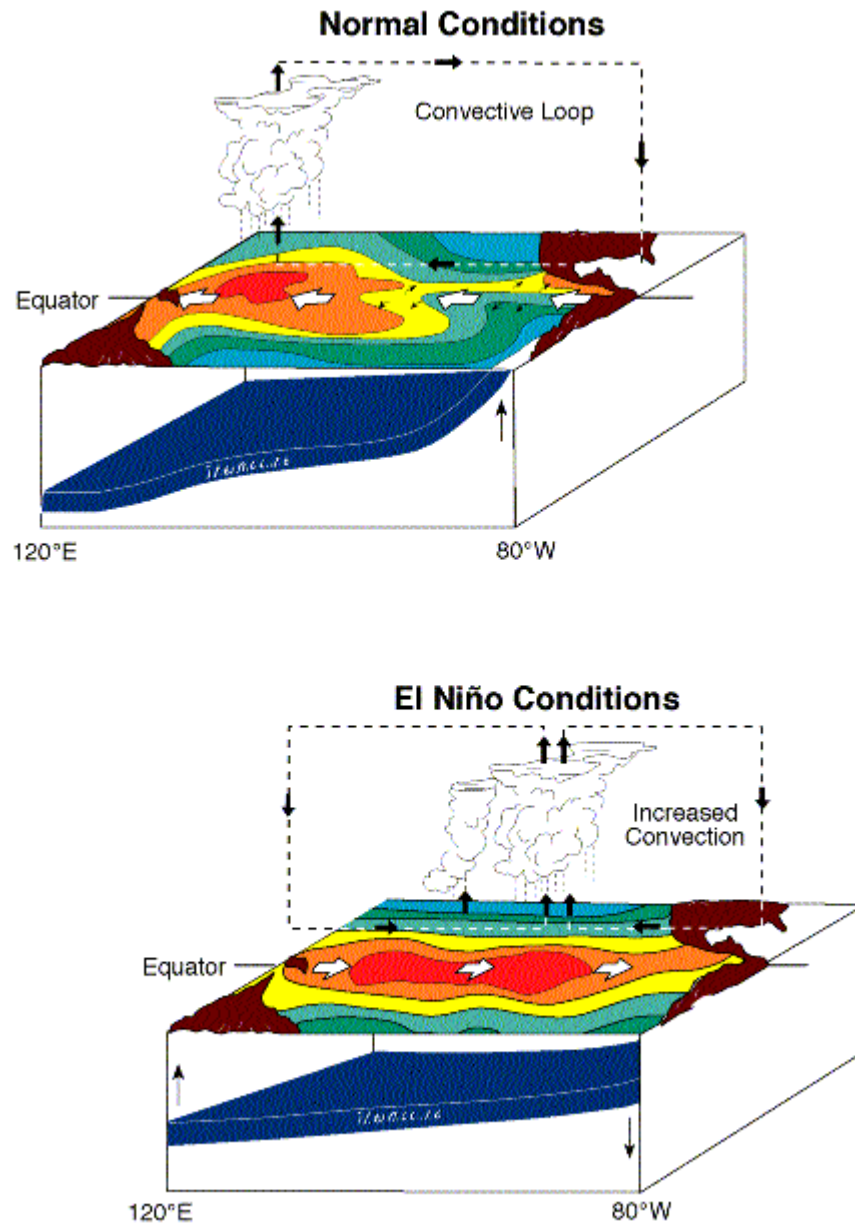 Normal Conditions
Convective Loop
Equator
120°E
80°W
El Niño Conditions
Increased
Convection
Equator
120°E
80°W